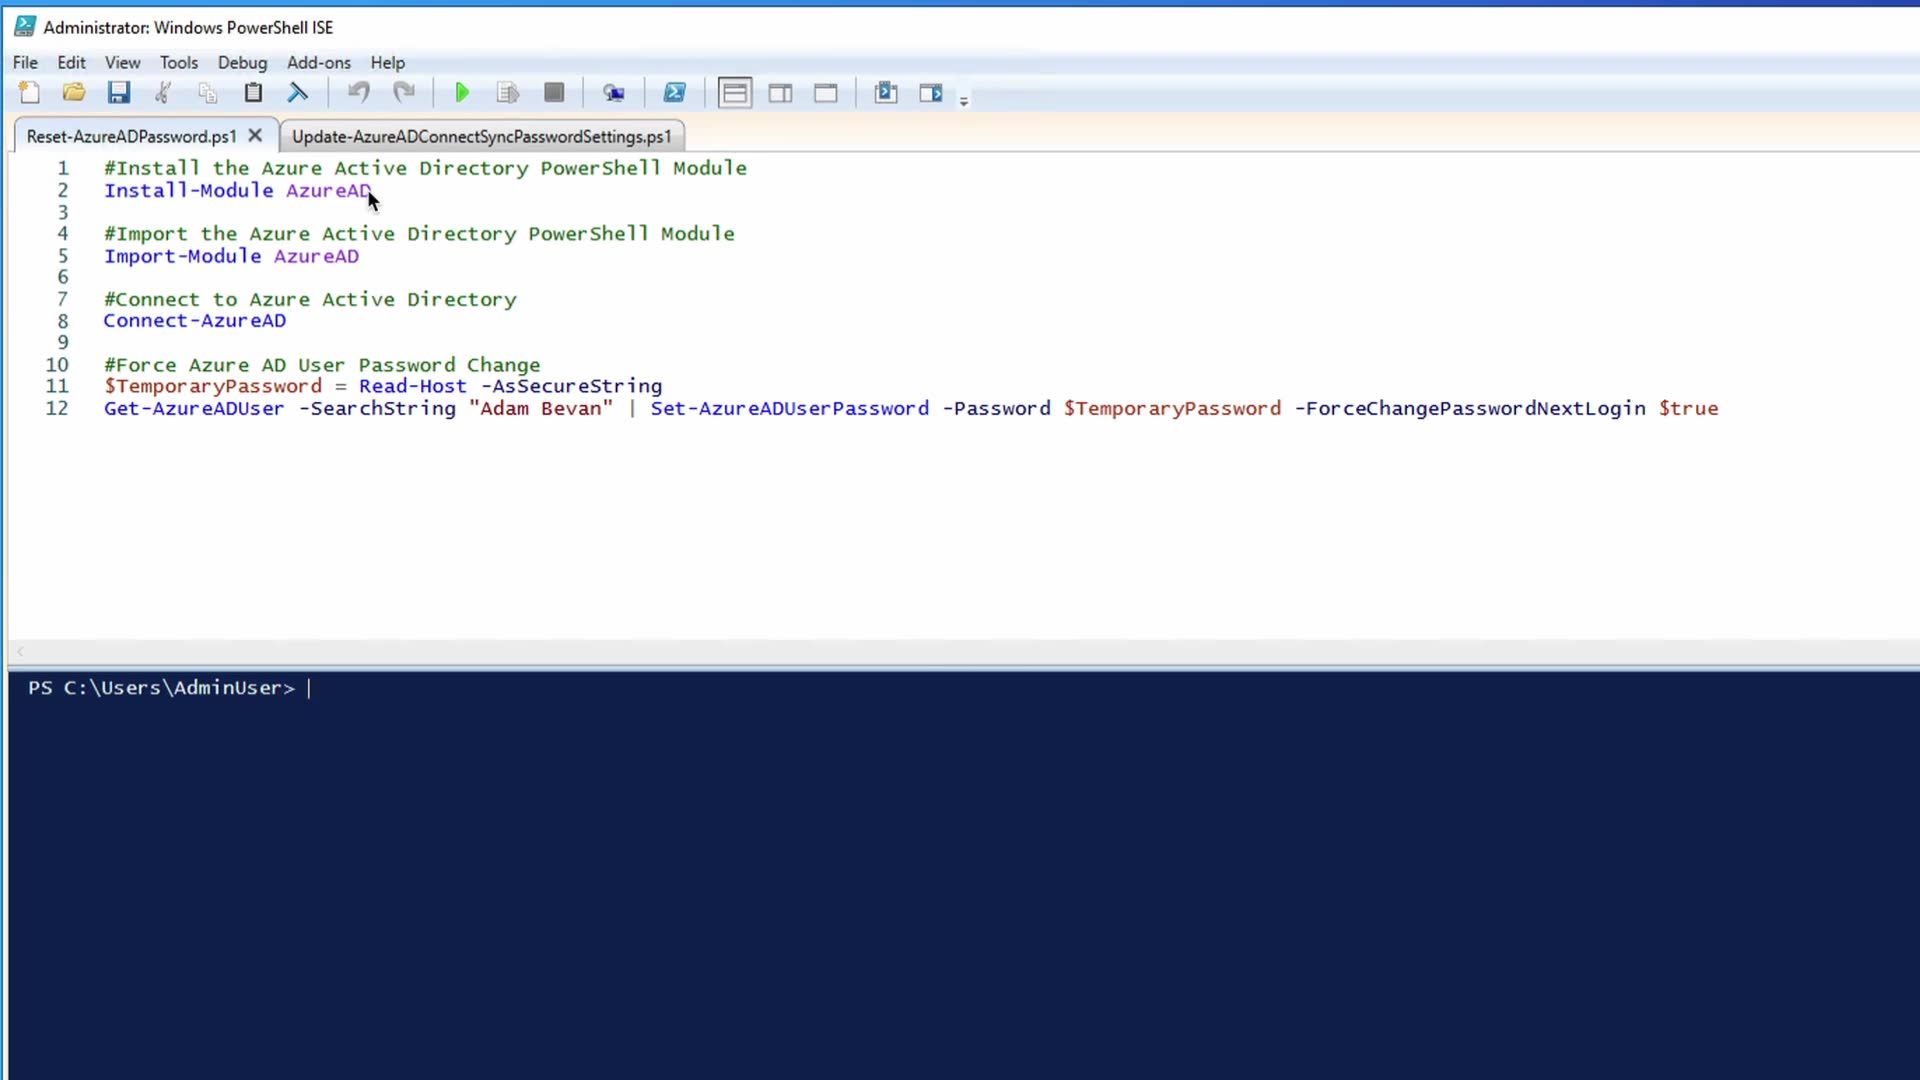 Administrator: Windows PowerShell ISE
File Edit View Tools Debug Add-ons Help
Reset-AzureADPassword.ps1 Update-AzureADConnectSyncPasswordSettings.ps1
1 #Install the Azure Active Directory PowerShell Module
2 Install-Module AzureAD
3
4 #Import the Azure Active Directory PowerShell Module
5 Import-Module AzureAD
6
7 #Connect to Azure Active Directory
8 Connect-AzureAD
9
10 #Force Azure AD User Password Change
11 $TemporaryPassword = Read-Host -AsSecureString
12 Get-AzureADUser -SearchString "Adam Bevan" | Set-AzureADUserPassword -Password $TemporaryPassword -ForceChangePasswordNextLogin $true
PS C:\Users\AdminUser>